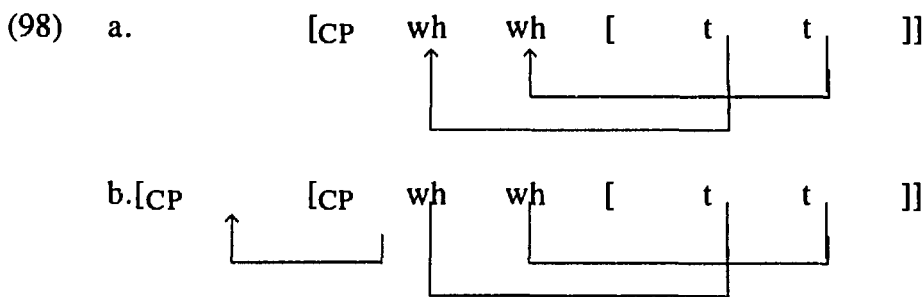 (98) a. [CP wh wh [ t t ]]
b.[CP [CP wh wh [ t t ]]